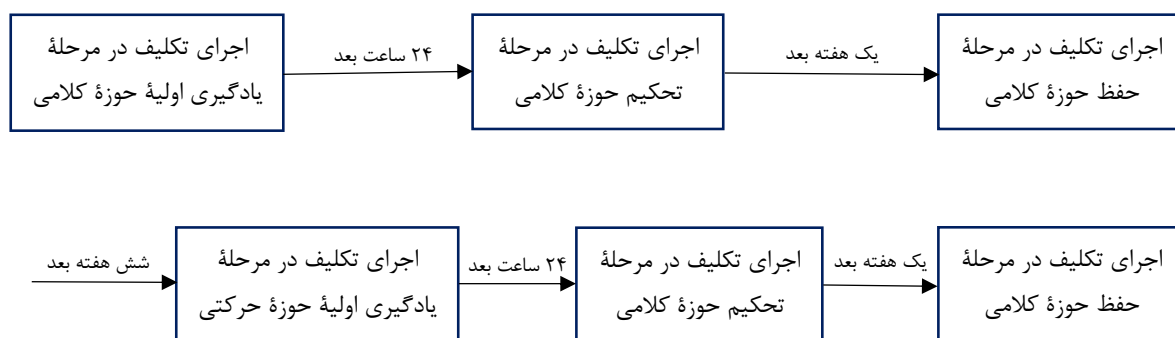 اجرای تکلیف در مرحلهٔ
یادگیری اولیهٔ حوزهٔ کلامی
۲۴ ساعت بعد
اجرای تکلیف در مرحلهٔ
تحکیم حوزهٔ کلامی
یک هفته بعد
اجرای تکلیف در مرحلهٔ
حفظ حوزهٔ کلامی
شش هفته بعد
اجرای تکلیف در مرحلهٔ
یادگیری اولیهٔ حوزهٔ حرکتی
۲۴ ساعت بعد
اجرای تکلیف در مرحلهٔ
تحکیم حوزهٔ کلامی
یک هفته بعد
اجرای تکلیف در مرحلهٔ
حفظ حوزهٔ کلامی